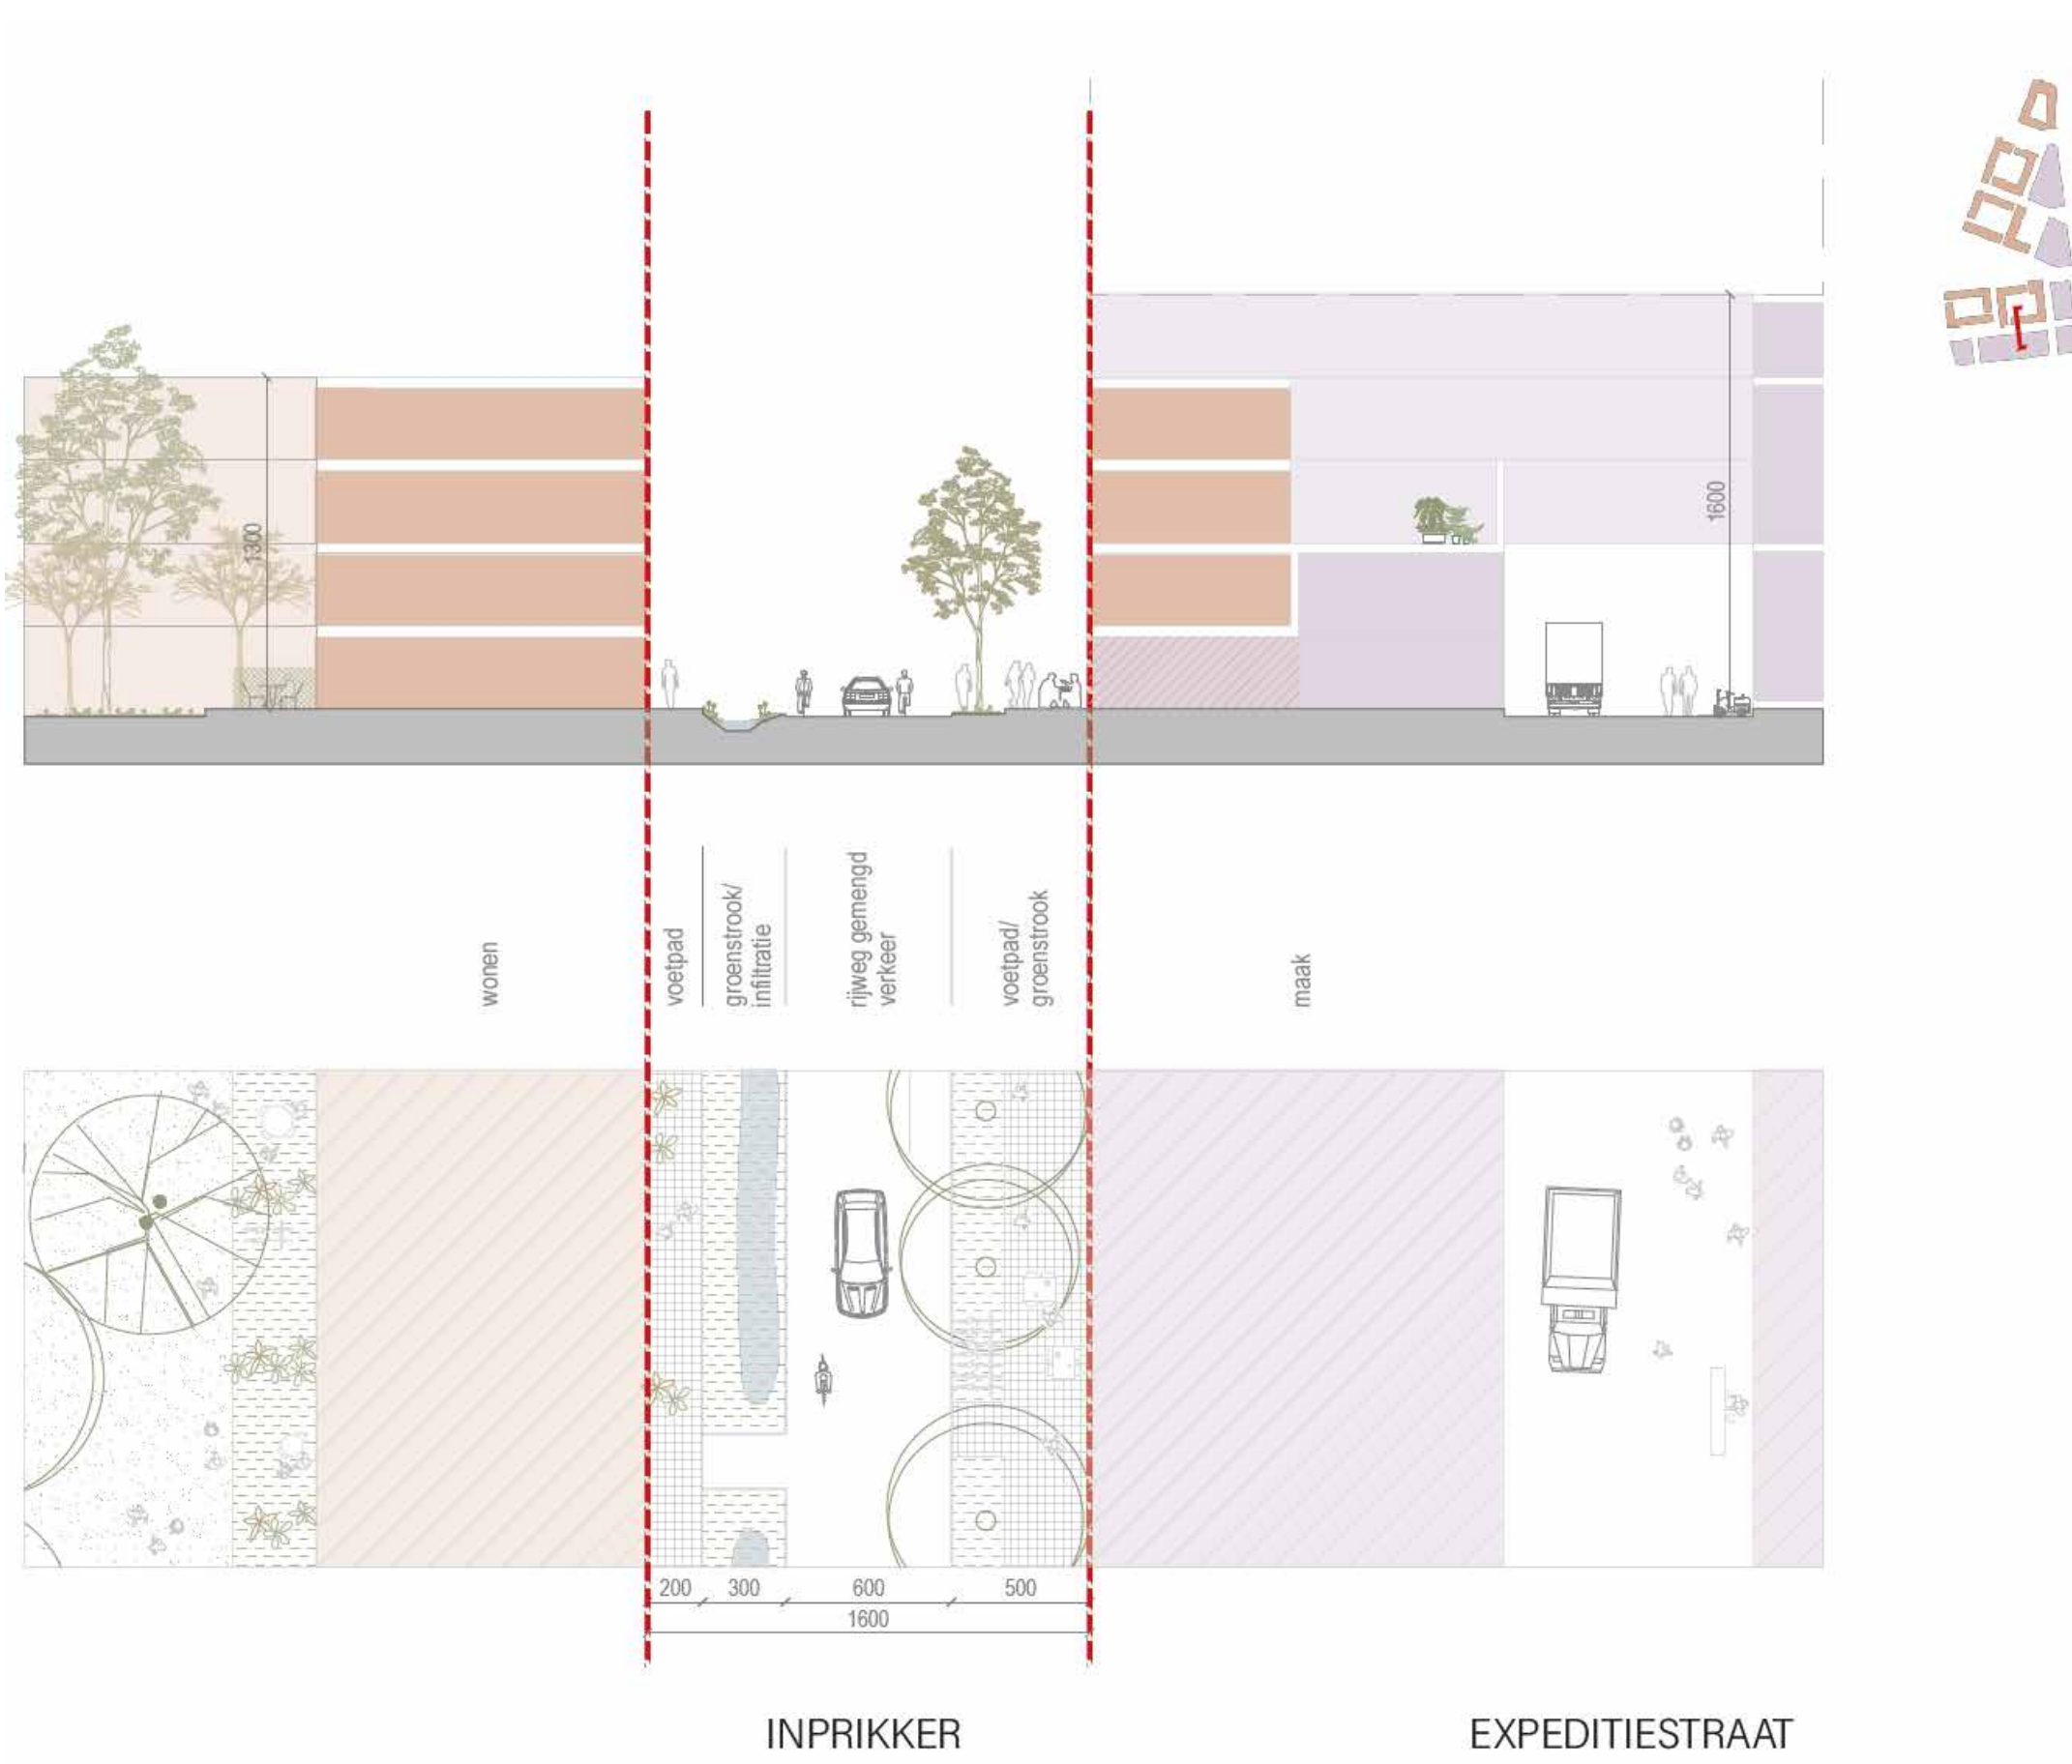 1300
1600
wonen
voetpad
groenstrook/
infiltratie
rijweg gemengd
verkeer
voetpad/
groenstrook
maak
200
300
600
500
1600
INPRIKKER
EXPEDITIESTRAAT